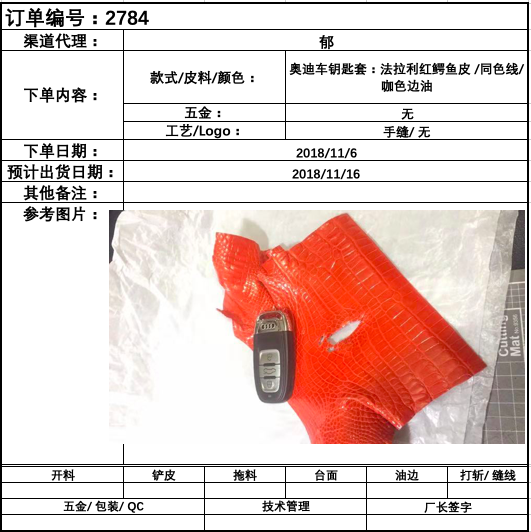 订单编号：2784
渠道代理： 郁
下单内容： 款式/皮料/颜色： 奥迪车钥匙套：法拉利红鳄鱼皮 /同色线/
咖色边油
五金： 无
工艺/Logo： 手缝/ 无
下单日期： 2018/11/6
预计出货日期： 2018/11/16
其他备注：
参考图片：
Cutting
Mat
开料 铲皮 拖料 台面 油边 打斩/ 缝线
五金/ 包装/ QC 技术管理 厂长签字